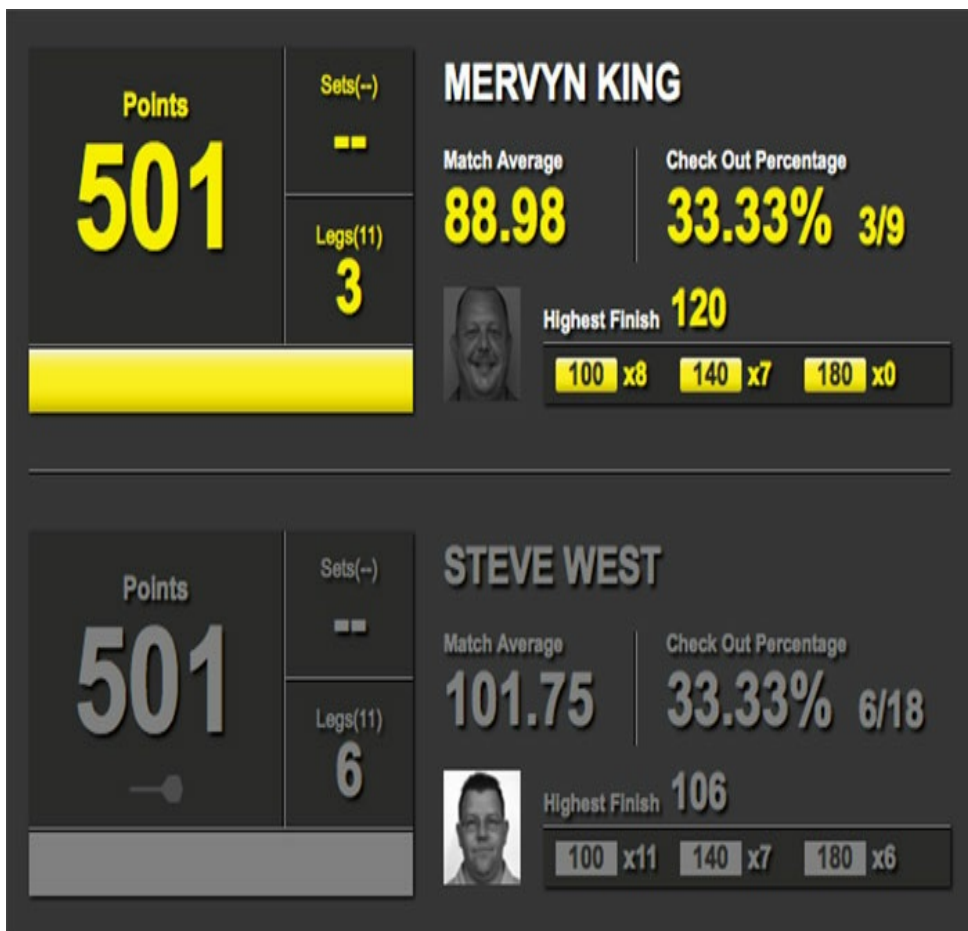 Points
501
Sets(--)
--
Legs(11)
3
MERVYN KING
Match Average
88.98
Check Out Percentage
33.33% 3/9
Highest Finish 120
100 x8 140 x7 180 x0
Points
501
Sets(--)
--
Legs(11)
6
STEVE WEST
Match Average
101.75
Check Out Percentage
33.33% 6/18
Highest Finish 106
100 x11 140 x7 180 x6